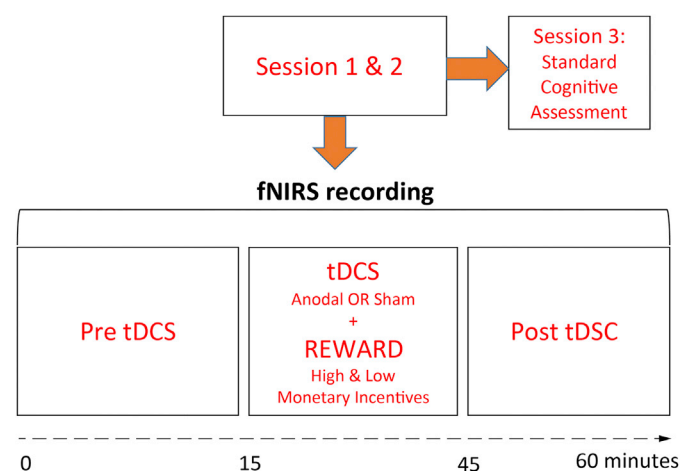 Session 1 & 2
Session 3:
Standard
Cognitive
Assessment
fNIRS recording
Pre tDCS
tDCS
Anodal OR Sham
+
REWARD
High & Low
Monetary Incentives
Post tDSC
0 15 45 60 minutes